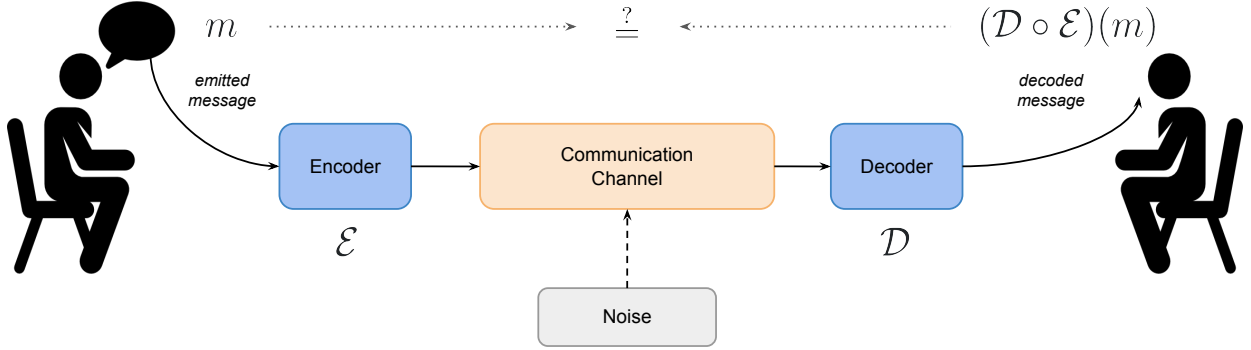 m ? = (𝒟 ∘ ℰ)(m)
emitted
message
decoded
message
Encoder
Communication
Channel
Decoder
ℰ
𝒟
Noise